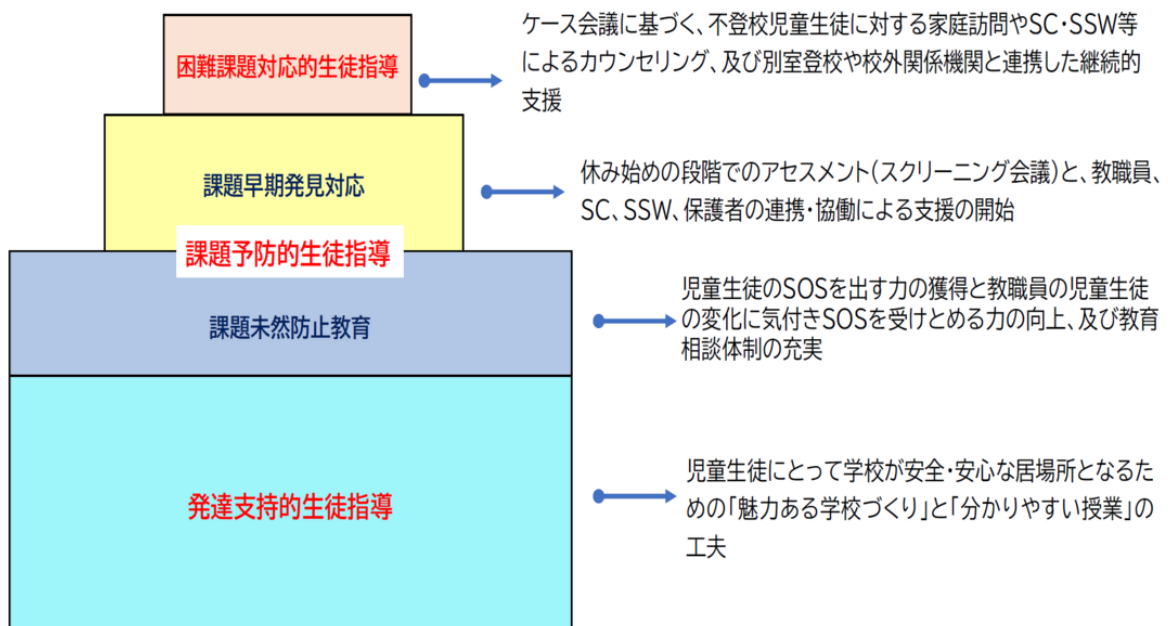 困難課題対応的生徒指導
ケース会議に基づく、不登校児童生徒に対する家庭訪問やSC・SSW等
によるカウンセリング、及び別室登校や校外関係機関と連携した継続的
支援
課題早期発見対応
休み始めの段階でのアセスメント(スクリーニング会議)と、教職員、
SC、SSW、保護者の連携・協働による支援の開始
課題予防的生徒指導
課題未然防止教育
児童生徒のSOSを出す力の獲得と教職員の児童生徒
の変化に気付きSOSを受けとめる力の向上、及び教育
相談体制の充実
発達支持的生徒指導
児童生徒にとって学校が安全・安心な居場所となるた
めの「魅力ある学校づくり」と「分かりやすい授業」の
工夫